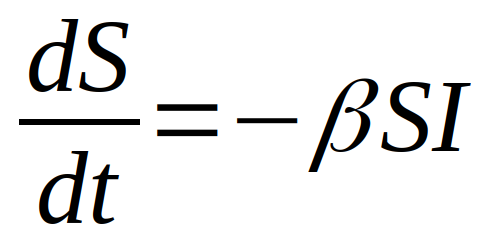 dS/dt = −βSI